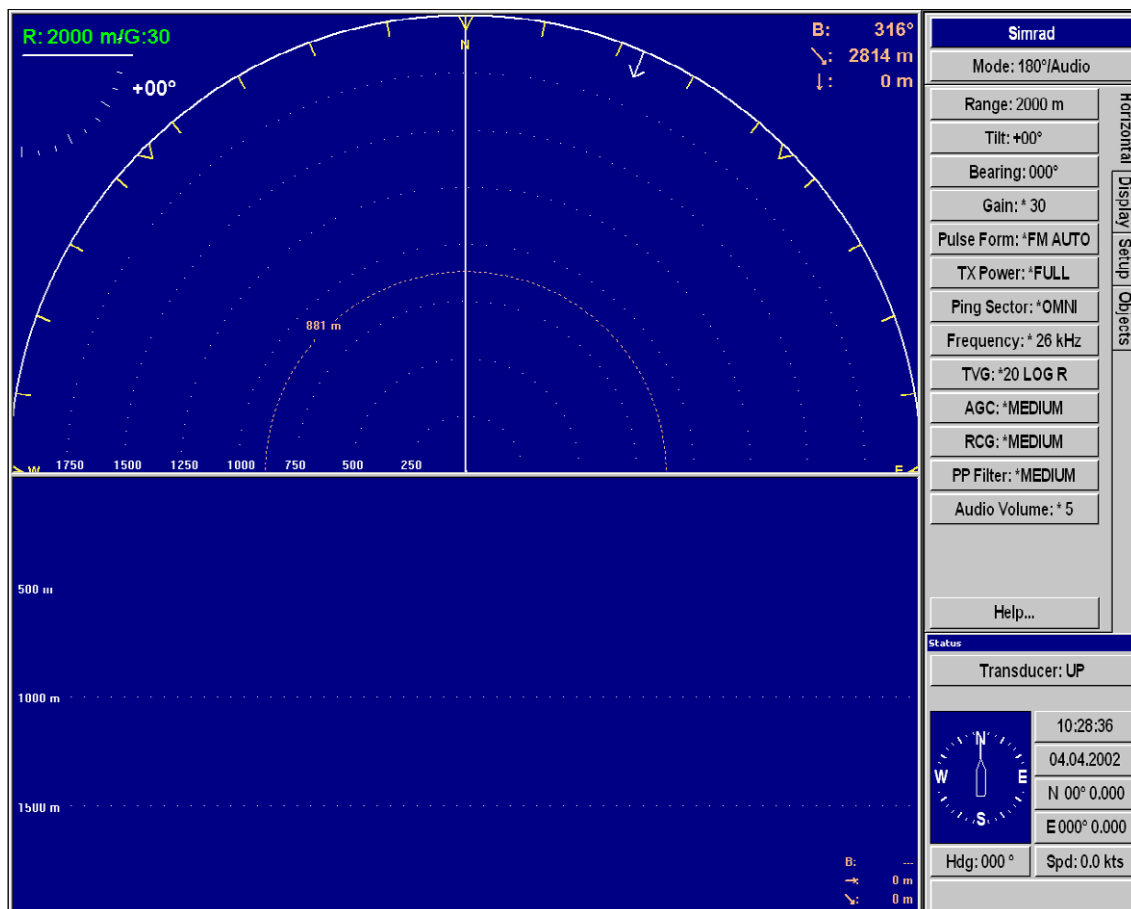 R: 2000 m/G:30
+00°
B: 316°
↘: 2814 m
↓: 0 m
N
881 m
W 1750 1500 1250 1000 750 500 250 E
500 m
1000 m
1500 m
B: ---
→: 0 m
↘: 0 m
Simrad
Mode: 180°/Audio
Range: 2000 m
Tilt: +00°
Bearing: 000°
Gain: * 30
Pulse Form: *FM AUTO
TX Power: *FULL
Ping Sector: *OMNI
Frequency: * 26 kHz
TVG: *20 LOG R
AGC: *MEDIUM
RCG: *MEDIUM
PP Filter: *MEDIUM
Audio Volume: * 5
Help...
Horizontal
Display
Setup
Objects
Status
Transducer: UP
N
W E
S
10:28:36
04.04.2002
N 00° 0.000
E 000° 0.000
Hdg: 000 °
Spd: 0.0 kts